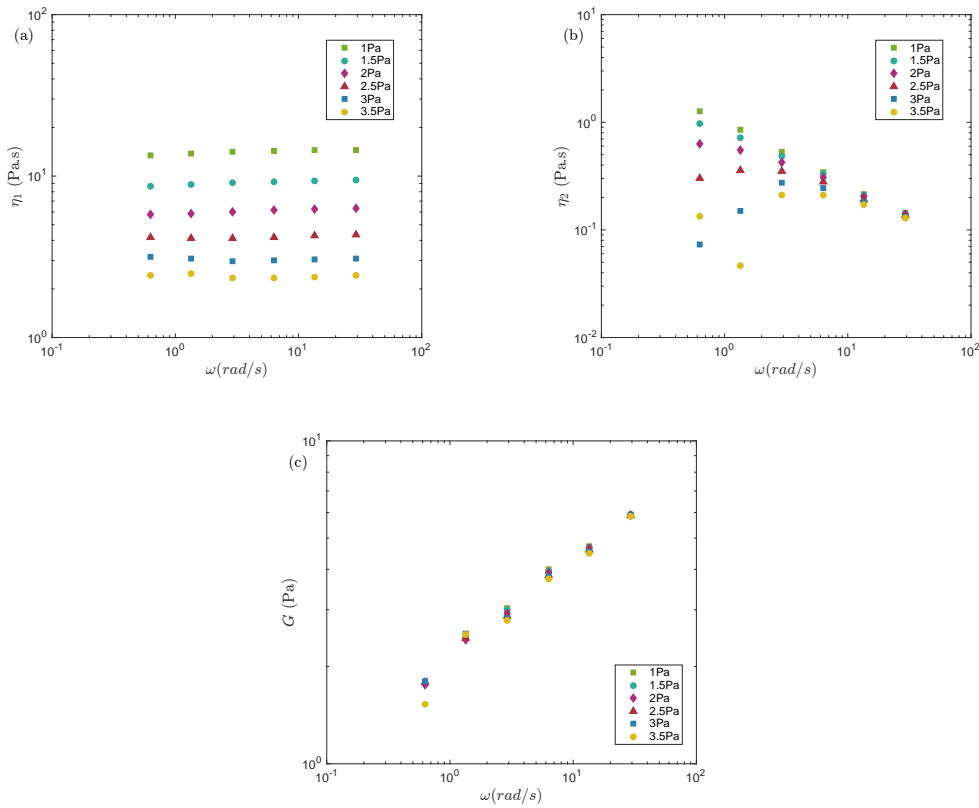 (a)
10^2
10^1
10^0
η_1 (Pa.s)
10^-1 10^0 10^1 10^2
ω(rad/s)
1Pa
1.5Pa
2Pa
2.5Pa
3Pa
3.5Pa
(b)
10^1
10^0
10^-1
10^-2
η_2 (Pa.s)
10^-1 10^0 10^1 10^2
ω(rad/s)
1Pa
1.5Pa
2Pa
2.5Pa
3Pa
3.5Pa
(c)
10^1
10^0
G (Pa)
10^-1 10^0 10^1 10^2
ω(rad/s)
1Pa
1.5Pa
2Pa
2.5Pa
3Pa
3.5Pa